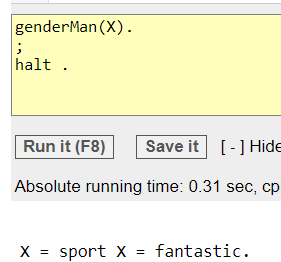 genderMan(X).
;
halt .
Run it (F8) Save it [ - ] Hide
Absolute running time: 0.31 sec, cp
X = sport X = fantastic.